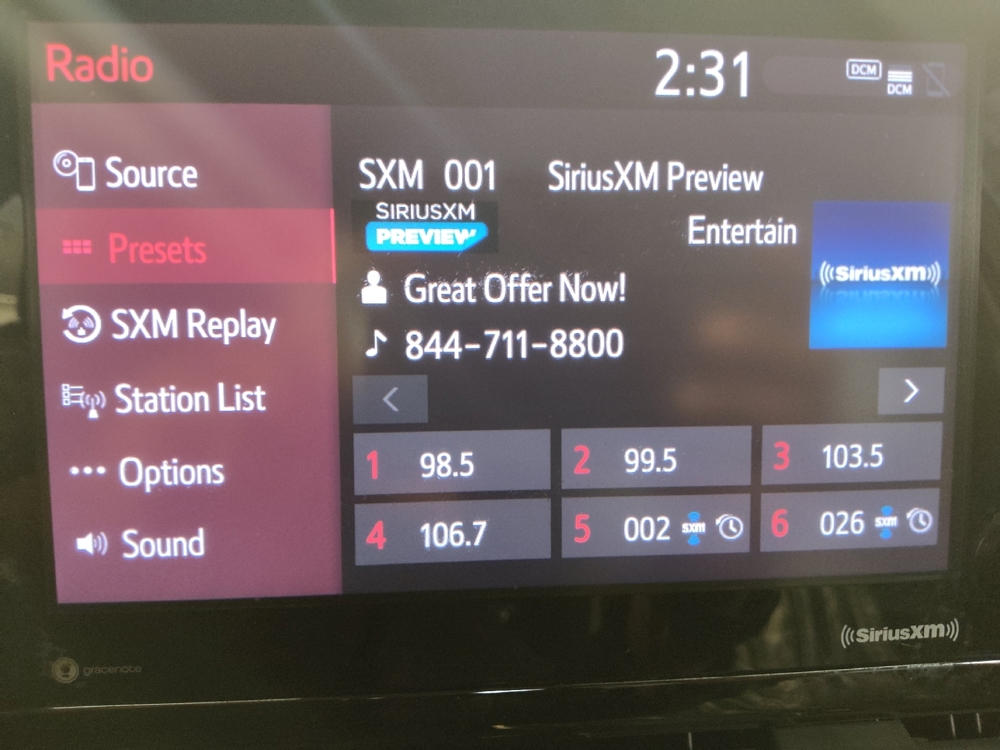 Radio
2:31
DCM
DCM
Source
Presets
SXM Replay
Station List
Options
Sound
SXM 001 SiriusXM Preview
SIRIUSXM
PREVIEW
Entertain
((SiriusXM))
Great Offer Now!
844-711-8800
1 98.5
2 99.5
3 103.5
4 106.7
5 002 SXM
6 026 SXM
((SiriusXM))
gracenote